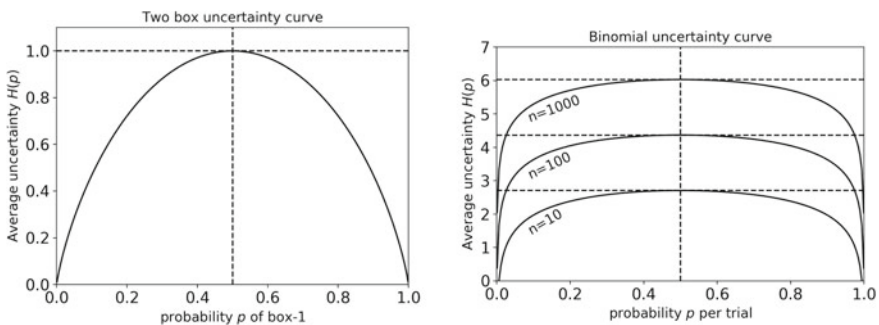 Two box uncertainty curve
Average uncertainty H(p)
1.0
0.8
0.6
0.4
0.2
0.0
0.0 0.2 0.4 0.6 0.8 1.0
probability p of box-1
Binomial uncertainty curve
Average uncertainty H(p)
7
6
5
4
3
2
1
0
n=1000
n=100
n=10
0.0 0.2 0.4 0.6 0.8 1.0
probability p per trial